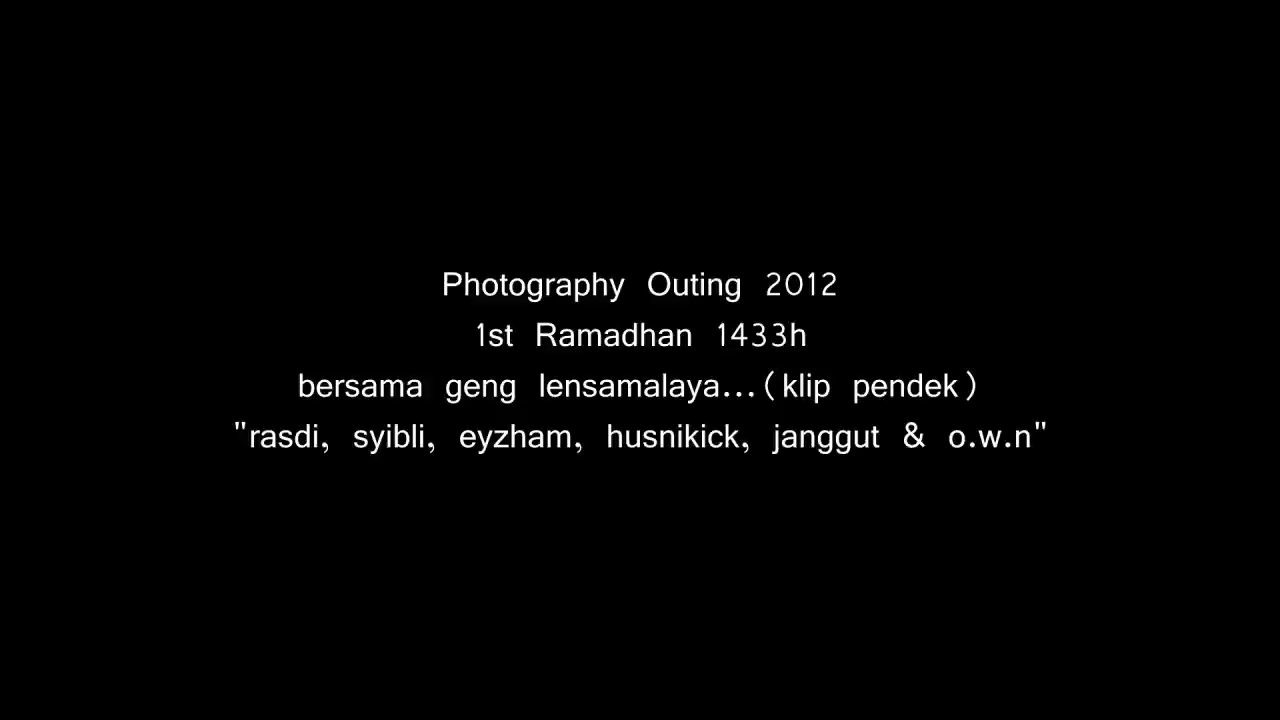 Photography Outing 2012
1st Ramadhan 1433h
bersama geng lensamalaya...(klip pendek)
"rasdi, syibli, eyzham, husnikick, janggut & o.w.n"